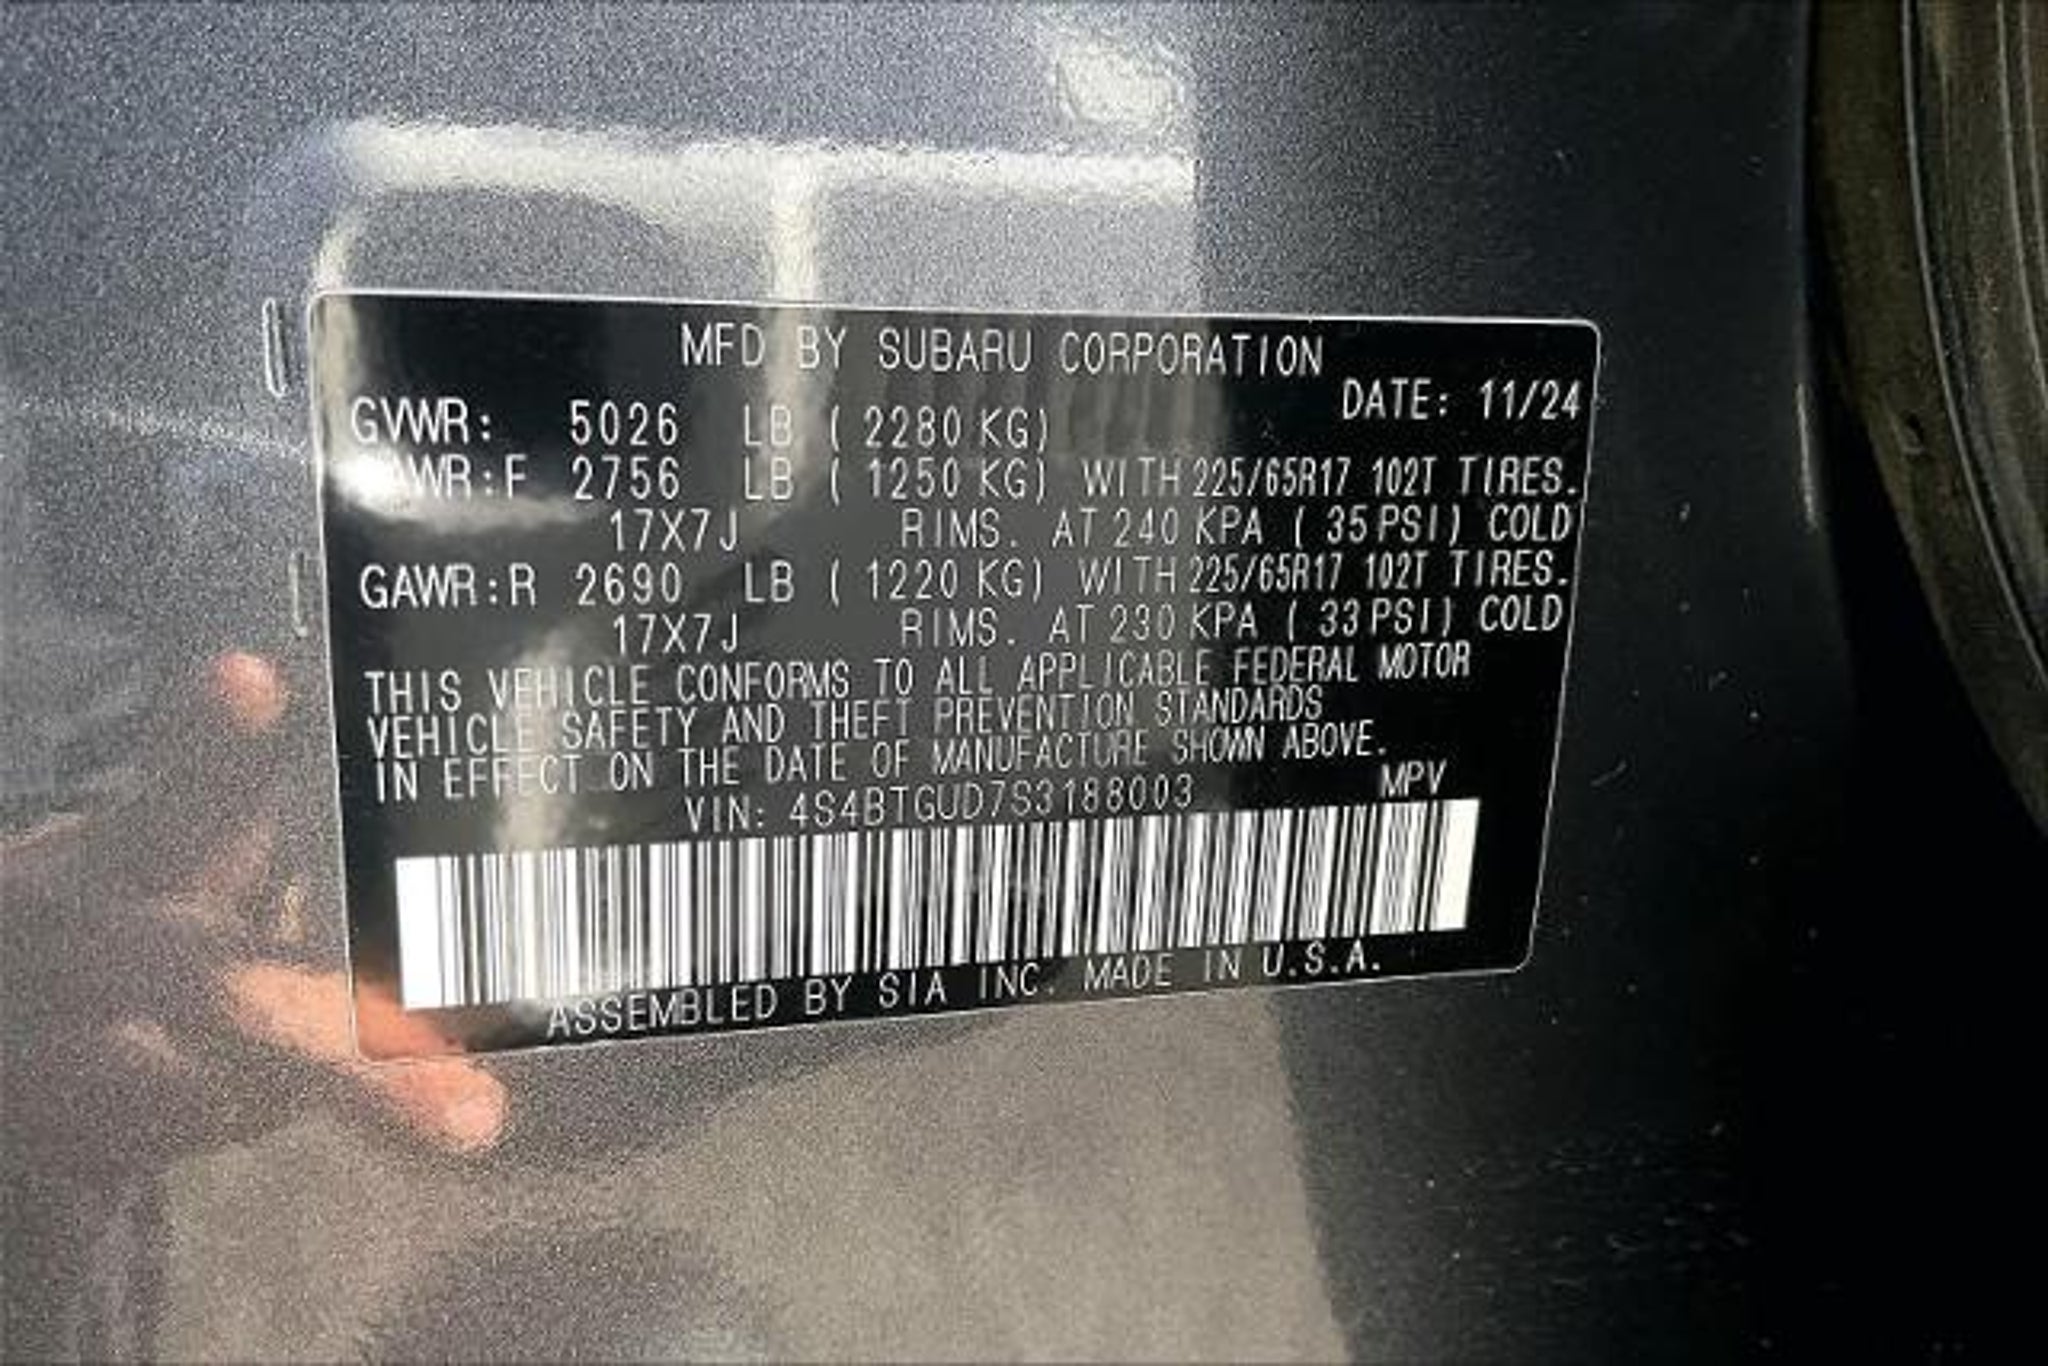 MFD BY SUBARU CORPORATION
DATE: 11/24
GVWR: 5026 LB ( 2280 KG)
GAWR:F 2756 LB ( 1250 KG) WITH 225/65R17 102T TIRES.
17X7J RIMS. AT 240 KPA ( 35 PSI) COLD
GAWR:R 2690 LB ( 1220 KG) WITH 225/65R17 102T TIRES.
17X7J RIMS. AT 230 KPA ( 33 PSI) COLD
THIS VEHICLE CONFORMS TO ALL APPLICABLE FEDERAL MOTOR
VEHICLE SAFETY AND THEFT PREVENTION STANDARDS
IN EFFECT ON THE DATE OF MANUFACTURE SHOWN ABOVE.
VIN: 4S4BTGUD7S3188003 MPV
ASSEMBLED BY SIA INC. MADE IN U.S.A.